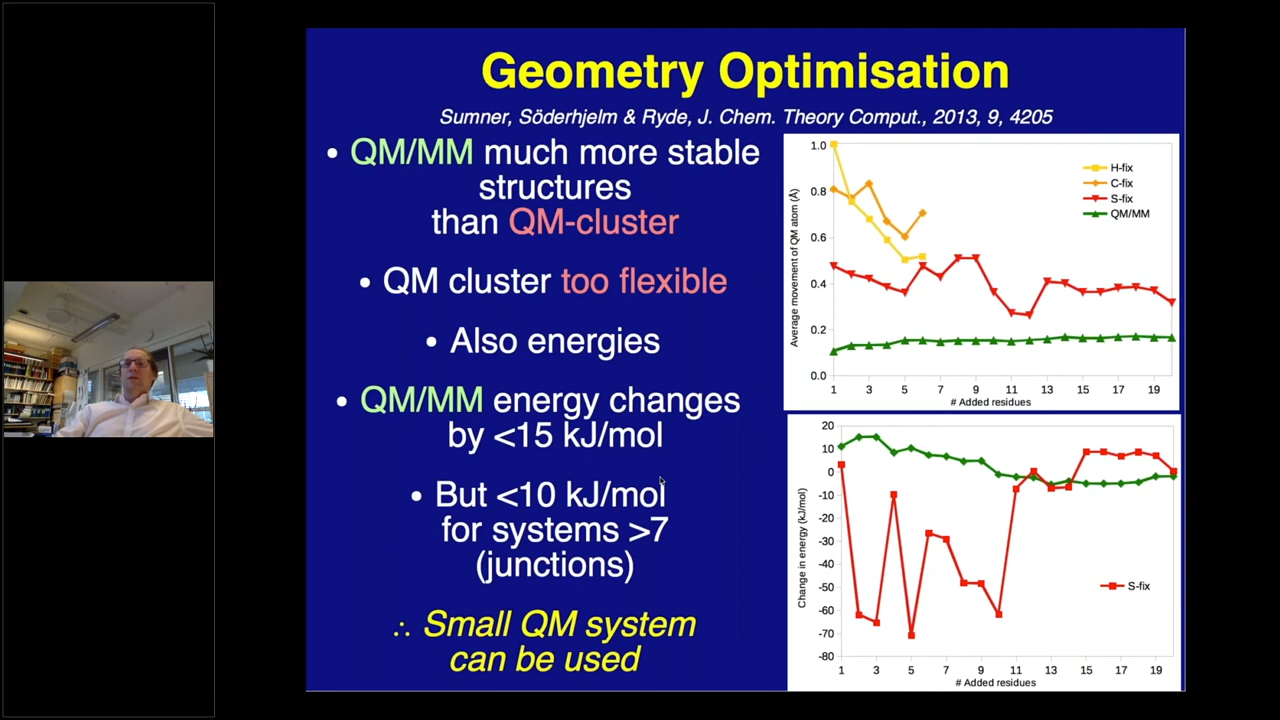 Geometry Optimisation
Sumner, Söderhjelm & Ryde, J. Chem. Theory Comput., 2013, 9, 4205
• QM/MM much more stable
structures
than QM-cluster
• QM cluster too flexible
• Also energies
• QM/MM energy changes
by <15 kJ/mol
• But <10 kJ/mol
for systems >7
(junctions)
∴ Small QM system
can be used
Average movement of QM atom (Å)
1.0
0.8
0.6
0.4
0.2
0.0
H-fix
C-fix
S-fix
QM/MM
1 3 5 7 9 11 13 15 17 19
# Added residues
Change in energy (kJ/mol)
20
10
0
-10
-20
-30
-40
-50
-60
-70
-80
S-fix
1 3 5 7 9 11 13 15 17 19
# Added residues